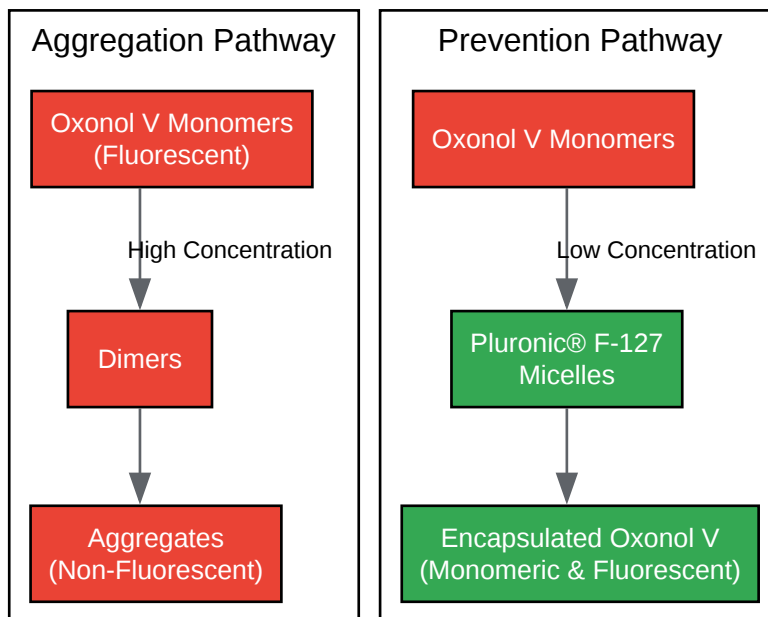 Aggregation Pathway
Oxonol V Monomers
(Fluorescent)
High Concentration
Dimers
Aggregates
(Non-Fluorescent)
Prevention Pathway
Oxonol V Monomers
Low Concentration
Pluronic® F-127
Micelles
Encapsulated Oxonol V
(Monomeric & Fluorescent)